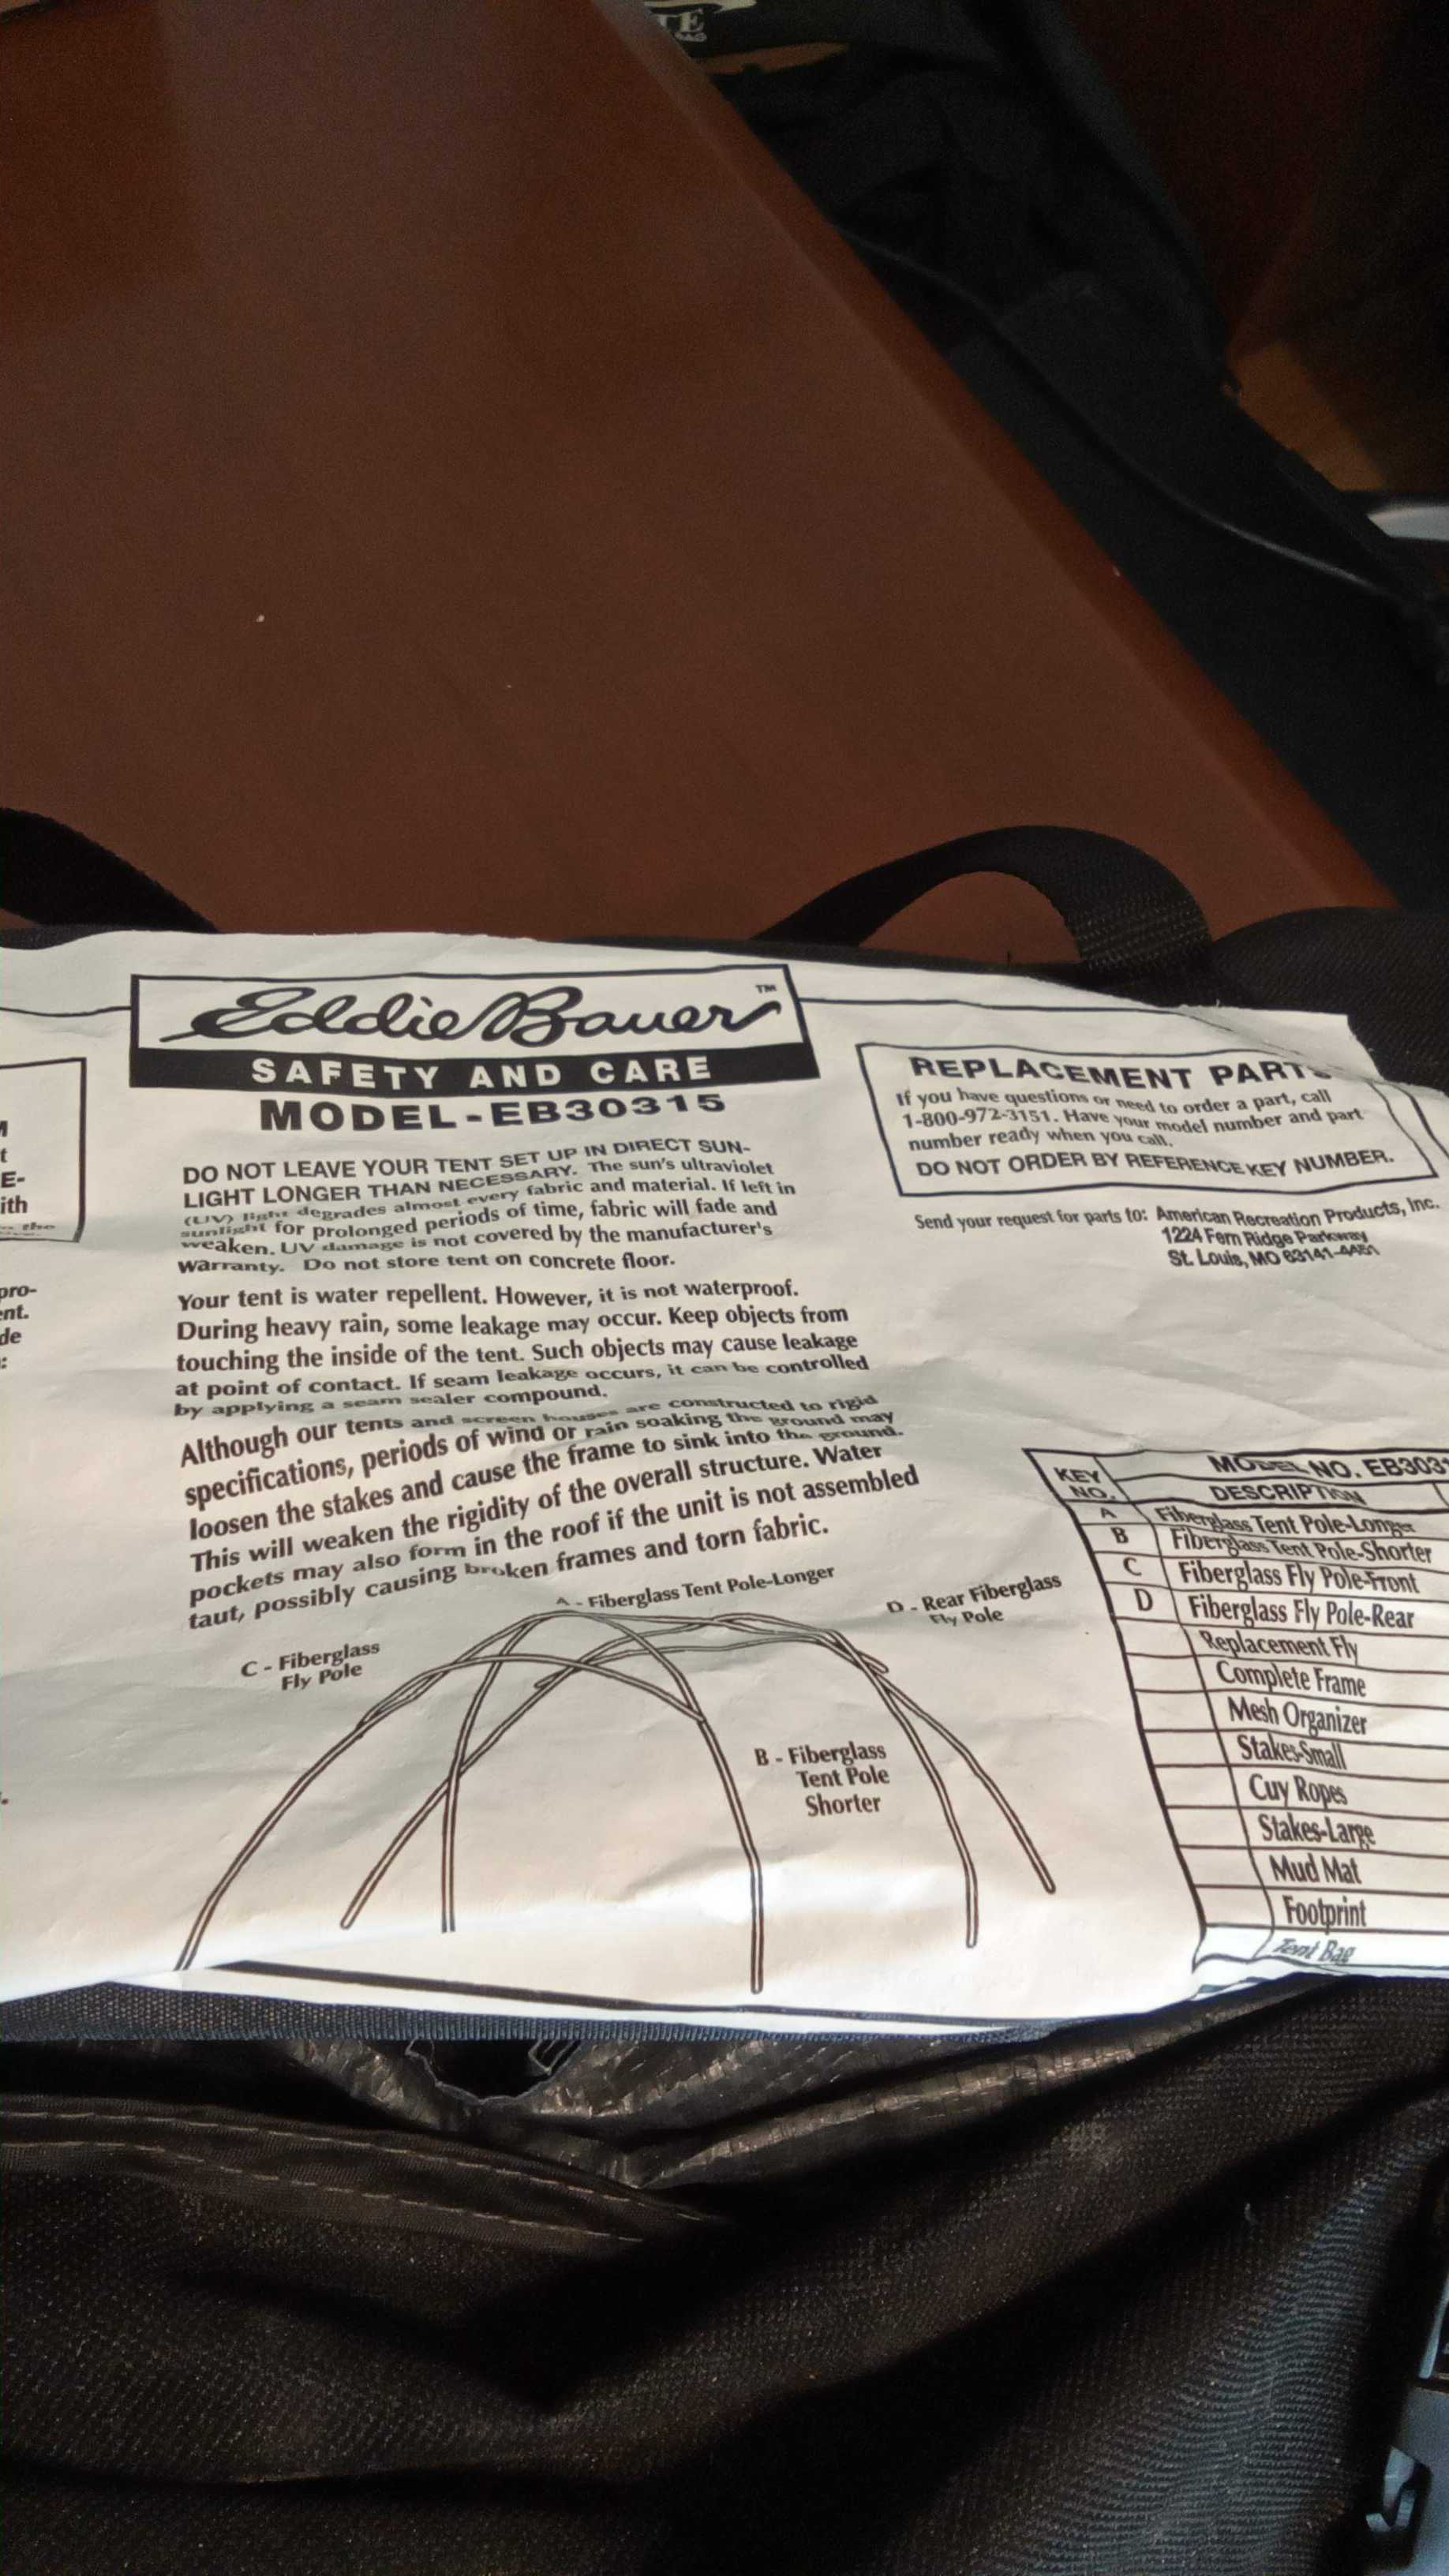 TE
M
t
E-
ith
pro-
ent.
de
:
Eddie Bauer™
SAFETY AND CARE
MODEL-EB30315
DO NOT LEAVE YOUR TENT SET UP IN DIRECT SUN-
LIGHT LONGER THAN NECESSARY. The sun's ultraviolet
(UV) light degrades almost every fabric and material. If left in
sunlight for prolonged periods of time, fabric will fade and
weaken. UV damage is not covered by the manufacturer's
warranty. Do not store tent on concrete floor.
Your tent is water repellent. However, it is not waterproof.
During heavy rain, some leakage may occur. Keep objects from
touching the inside of the tent. Such objects may cause leakage
at point of contact. If seam leakage occurs, it can be controlled
by applying a seam sealer compound.
Although our tents and screen houses are constructed to rigid
specifications, periods of wind or rain soaking the ground may
loosen the stakes and cause the frame to sink into the ground.
This will weaken the rigidity of the overall structure. Water
pockets may also form in the roof if the unit is not assembled
taut, possibly causing broken frames and torn fabric.
A - Fiberglass Tent Pole-Longer
D - Rear Fiberglass
Fly Pole
C - Fiberglass
Fly Pole
B - Fiberglass
Tent Pole
Shorter
REPLACEMENT PARTS
If you have questions or need to order a part, call
1-800-972-3151. Have your model number and part
number ready when you call.
DO NOT ORDER BY REFERENCE KEY NUMBER.
Send your request for parts to: American Recreation Products, Inc.
1224 Fern Ridge Parkway
St. Louis, MO 63141-4451
KEY NO. MODEL NO. EB3031
DESCRIPTION
A Fiberglass Tent Pole-Longer
B Fiberglass Tent Pole-Shorter
C Fiberglass Fly Pole-Front
D Fiberglass Fly Pole-Rear
Replacement Fly
Complete Frame
Mesh Organizer
Stakes-Small
Guy Ropes
Stakes-Large
Mud Mat
Footprint
Tent Bag